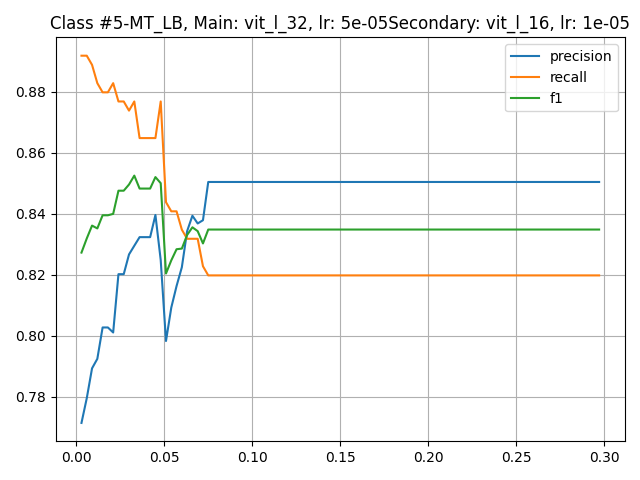 Class #5-MT_LB, Main: vit_l_32, lr: 5e-05Secondary: vit_l_16, lr: 1e-05
precision
recall
f1
0.88
0.86
0.84
0.82
0.80
0.78
0.00 0.05 0.10 0.15 0.20 0.25 0.30